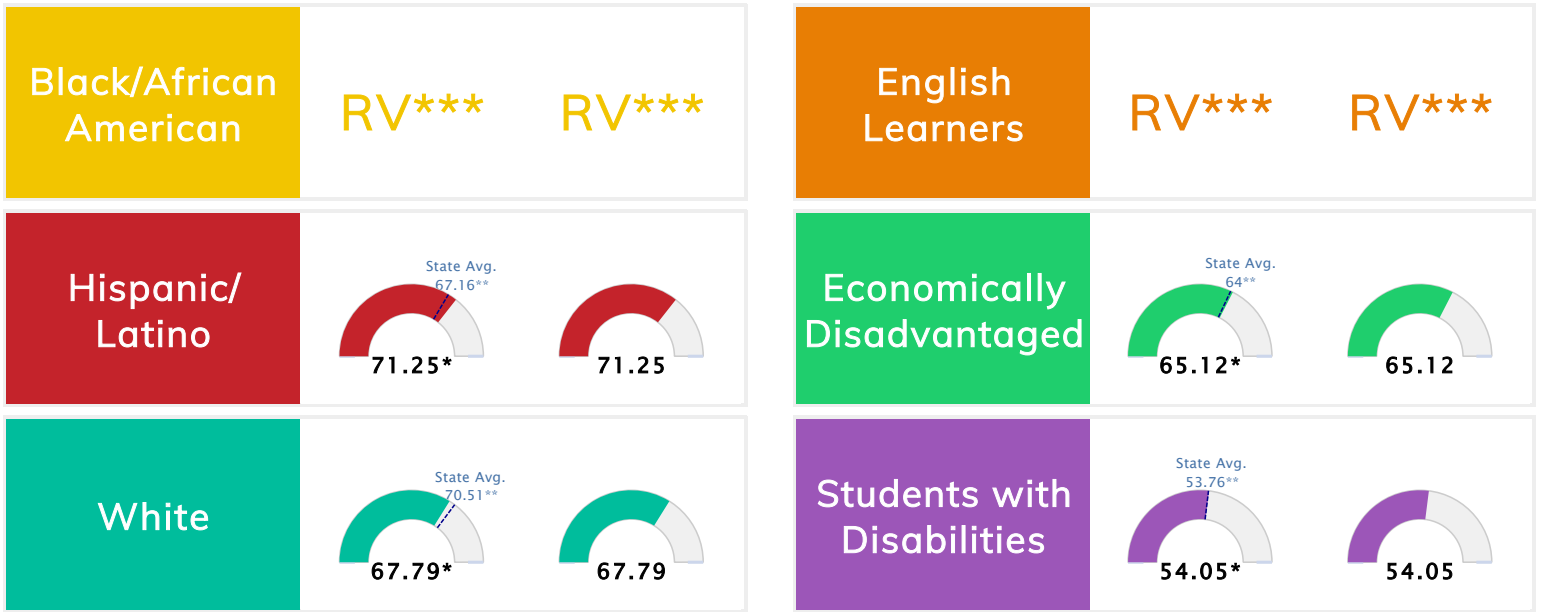 Black/African
American
RV***
RV***
English
Learners
RV***
RV***
Hispanic/
Latino
State Avg.
67.16**
71.25*
71.25
Economically
Disadvantaged
State Avg.
64**
65.12*
65.12
White
State Avg.
70.51**
67.79*
67.79
Students with
Disabilities
State Avg.
53.76**
54.05*
54.05